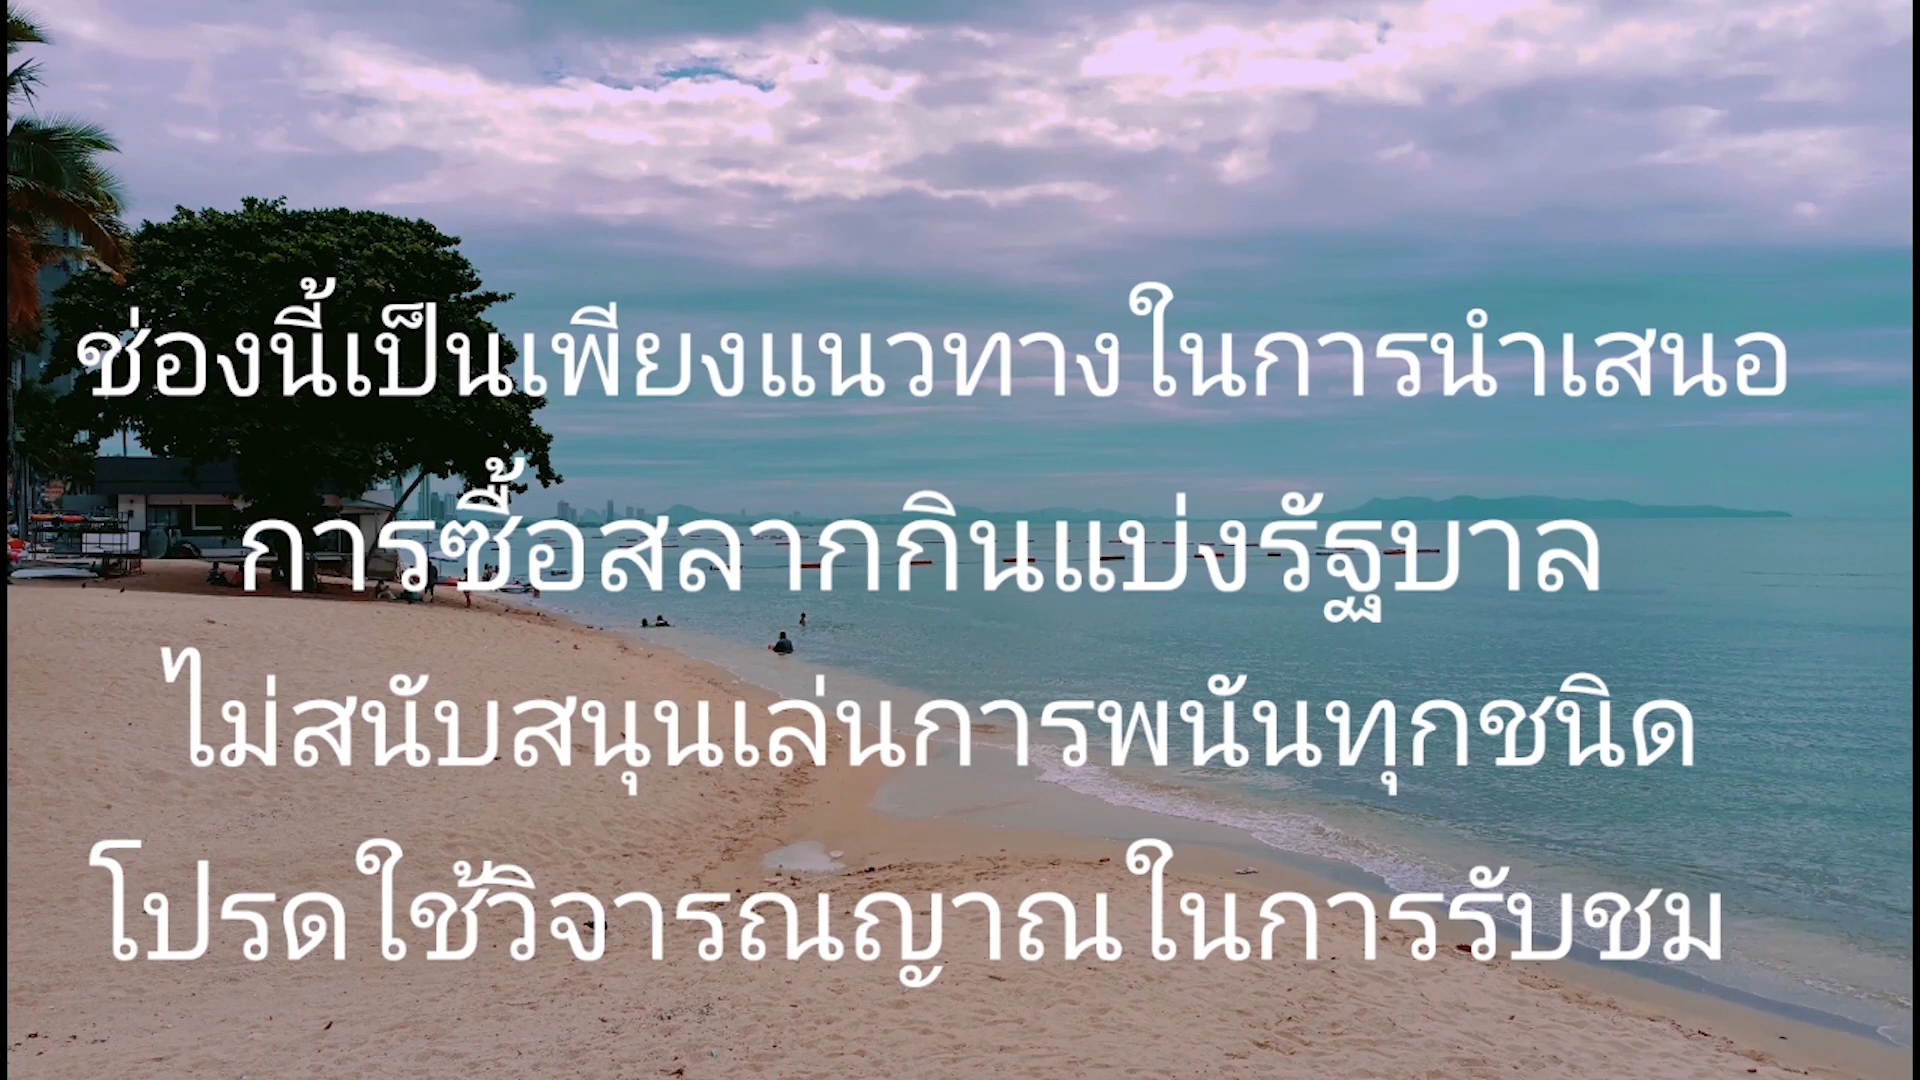 ช่องนี้เป็นเพียงแนวทางในการนำเสนอ
การซื้อสลากกินแบ่งรัฐบาล
ไม่สนับสนุนเล่นการพนันทุกชนิด
โปรดใช้วิจารณญาณในการรับชม